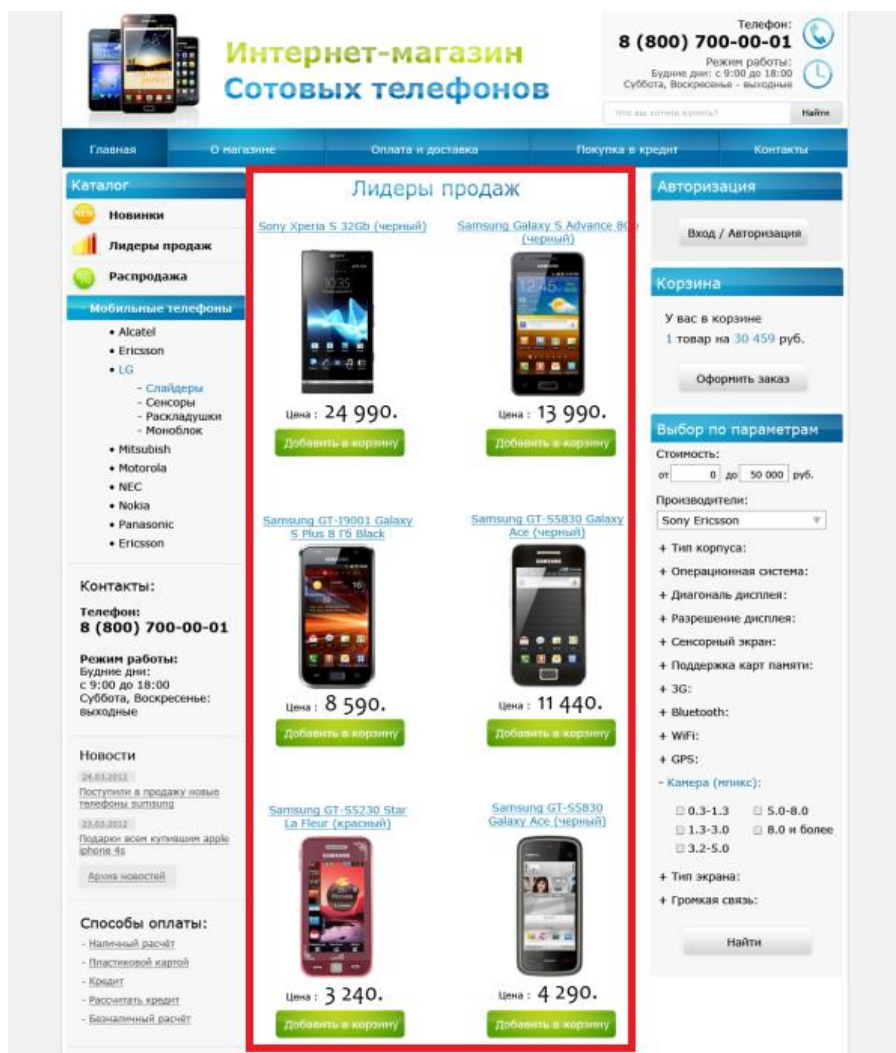 Интернет-магазин
Сотовых телефонов
Телефон:
8 (800) 700-00-01
Режим работы:
Будние дни: с 9:00 до 18:00
Суббота, Воскресенье - выходные
Что вы хотите купить?
Найти
Главная
О магазине
Оплата и доставка
Покупка в кредит
Контакты
Каталог
NEW
Новинки
Лидеры продаж
%
Распродажа
- Мобильные телефоны
• Alcatel
• Ericsson
• LG
- Слайдеры
- Сенсоры
- Раскладушки
- Моноблок
• Mitsubish
• Motorola
• NEC
• Nokia
• Panasonic
• Ericsson
Контакты:
Телефон:
8 (800) 700-00-01
Режим работы:
Будние дни:
с 9:00 до 18:00
Суббота, Воскресенье:
выходные
Новости
24.03.2012
Поступили в продажу новые
телефоны sumsung
23.03.2012
Подарки всем купившим apple
iphone 4s
Архив новостей
Способы оплаты:
- Наличный расчёт
- Пластиковой картой
- Кредит
- Рассчитать кредит
- Безналичный расчёт
Лидеры продаж
Sony Xperia S 32Gb (черный)
Цена : 24 990.
Добавить в корзину
Samsung Galaxy S Advance 8Gb
(черный)
Цена : 13 990.
Добавить в корзину
Samsung GT-I9001 Galaxy
S Plus 8 Гб Black
Цена : 8 590.
Добавить в корзину
Samsung GT-S5830 Galaxy
Ace (черный)
Цена : 11 440.
Добавить в корзину
Samsung GT-S5230 Star
La Fleur (красный)
Цена : 3 240.
Добавить в корзину
Samsung GT-S5830
Galaxy Ace (черный)
Цена : 4 290.
Добавить в корзину
Авторизация
Вход / Авторизация
Корзина
У вас в корзине
1 товар на 30 459 руб.
Оформить заказ
Выбор по параметрам
Стоимость:
от 0 до 50 000 руб.
Производители:
Sony Ericsson
+ Тип корпуса:
+ Операционная система:
+ Диагональ дисплея:
+ Разрешение дисплея:
+ Сенсорный экран:
+ Поддержка карт памяти:
+ 3G:
+ Bluetooth:
+ WiFi:
+ GPS:
- Камера (мпикс):
0.3-1.3 5.0-8.0
1.3-3.0 8.0 и более
3.2-5.0
+ Тип экрана:
+ Громкая связь:
Найти